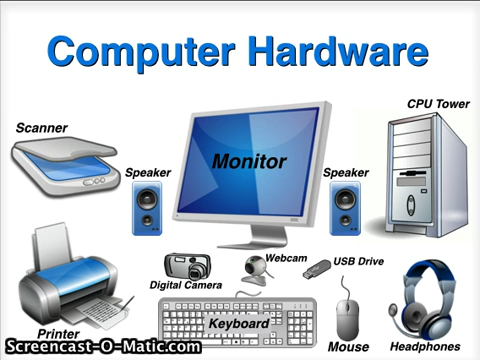 Computer Hardware
CPU Tower
Scanner
Speaker
Monitor
Speaker
Webcam
USB Drive
Digital Camera
Keyboard
Printer
Mouse
Headphones
Screencast-O-Matic.com